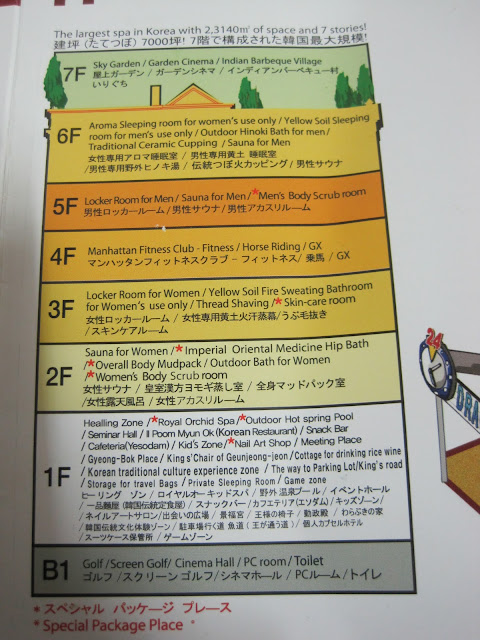 The largest spa in Korea with 2,3140㎡ of space and 7 stories!
建坪 (たてつぼ) 7000坪! 7階で構成された韓国最大規模!
7F
Sky Garden / Garden Cinema / Indian Barbeque Village
屋上ガーデン / ガーデンシネマ / インディアンバーベキュー村
いりぐち
6F
Aroma Sleeping room for women's use only / Yellow Soil Sleeping
room for men's use only / Outdoor Hinoki Bath for men /
Traditional Ceramic Cupping / Sauna for Men
女性専用アロマ睡眠室 / 男性専用黄土 睡眠室
/男性専用野外ヒノキ湯 / 伝統つぼ火カッピング / 男性サウナ
5F
Locker Room for Men / Sauna for Men / *Men's Body Scrub room
男性ロッカールーム / 男性サウナ / 男性アカスリルーム
4F
Manhattan Fitness Club - Fitness / Horse Riding / GX
マンハッタンフィットネスクラブ - フィットネス / 乗馬 / GX
3F
Locker Room for Women / Yellow Soil Fire Sweating Bathroom
for Women's use only / Thread Shaving / *Skin-care room
女性ロッカールーム / 女性専用黄土火汗蒸幕 / うぶ毛抜き
/ スキンケアルーム
2F
Sauna for Women / *Imperial Oriental Medicine Hip Bath
/ *Overall Body Mudpack / Outdoor Bath for Women
/ *Women's Body Scrub room
女性サウナ / 皇室漢方ヨモギ蒸し室 / 全身マッドパック室
/女性露天風呂 / 女性アカスリルーム
1F
Healling Zone / *Royal Orchid Spa / *Outdoor Hot spring Pool
/ Seminar Hall / Il Poom Myun Ok (Korean Restaurant) / Snack Bar
/ Cafeteria(Yesodam) / Kid's Zone / *Nail Art Shop / Meeting Place
/ Gyeong-Bok Place / King's'Chair of Geunjeong-jeon / Cottage for drinking rice wine
/ Korean traditional culture experience zone / The way to Parking Lot/King's road
/ Storage for travel Bags / Private Sleeping Room / Game zone
ヒーリング ゾン / ロイヤルオーキッドスパ / 野外温泉プール / イベントホール
/ 一品麺屋 (韓国伝統定食屋) / スナックバー / カフェテリア(エソダム) / キッズゾーン /
/ネイルアートサロン / 出会いの広場 / 景福宮 / 王様の椅子 / 勤政殿 / わらぶきの家
/ 韓国伝統文化体験ゾーン / 駐車場行く道 魚道 (王が通う道) / 個人カプセルホテル
/ スーツケース保管所 / ゲームゾーン
B1
Golf / Screen Golf / Cinema Hall / PC room / Toilet
ゴルフ / スクリーン ゴルフ / シネマホール / PCルーム / トイレ
* スペシャル パッケージ プレース
* Special Package Place
24
DRA